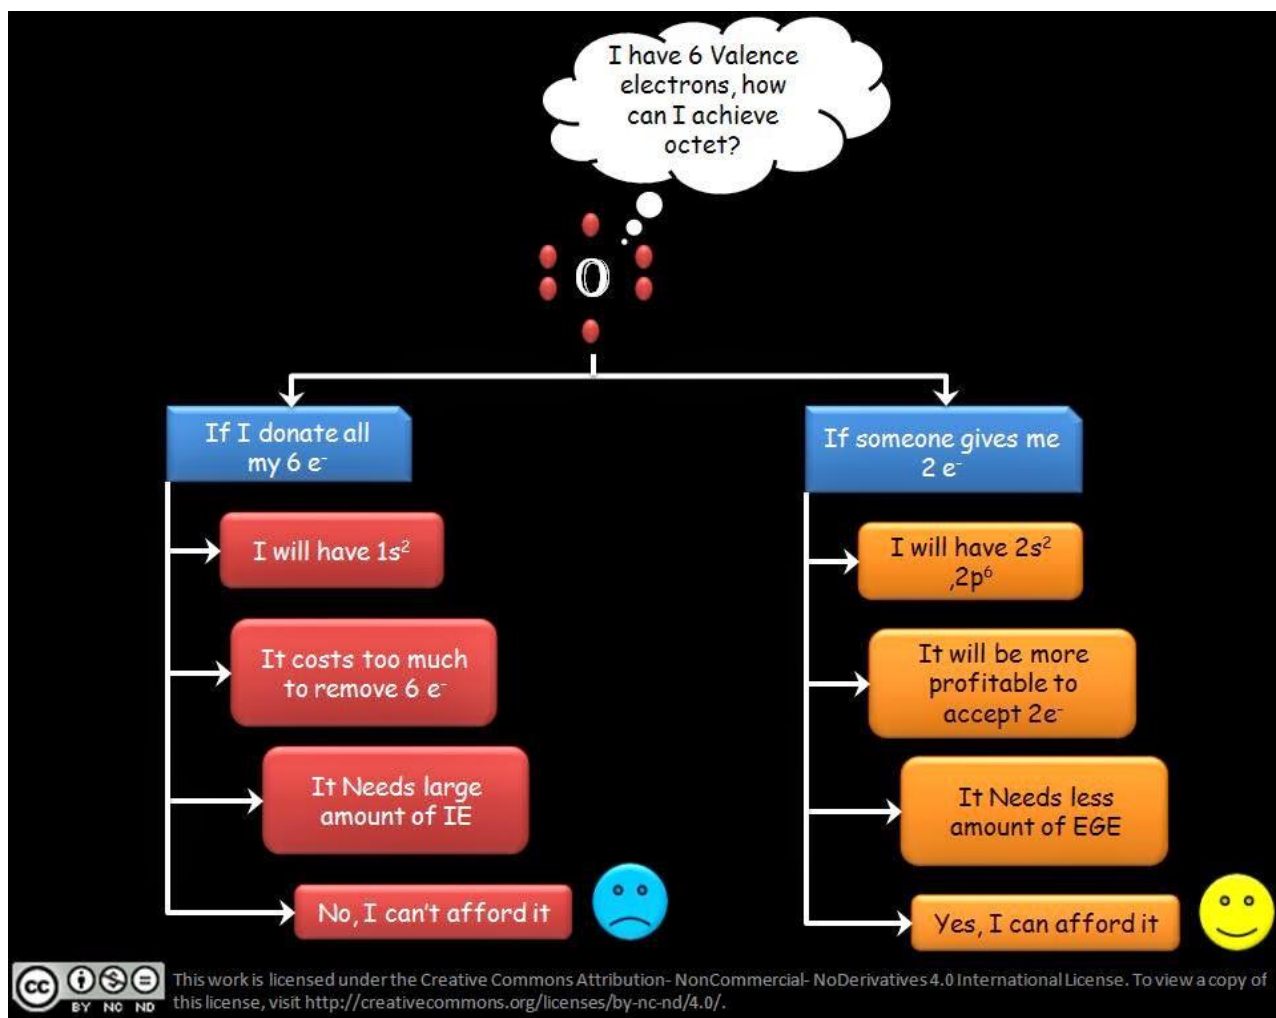 I have 6 Valence
electrons, how
can I achieve
octet?
O
If I donate all
my 6 e⁻
I will have 1s²
It costs too much
to remove 6 e⁻
It Needs large
amount of IE
No, I can't afford it
If someone gives me
2 e⁻
I will have 2s²
,2p⁶
It will be more
profitable to
accept 2e⁻
It Needs less
amount of EGE
Yes, I can afford it
cc
BY NC ND
This work is licensed under the Creative Commons Attribution- NonCommercial- NoDerivatives 4.0 International License. To view a copy of
this license, visit http://creativecommons.org/licenses/by-nc-nd/4.0/.